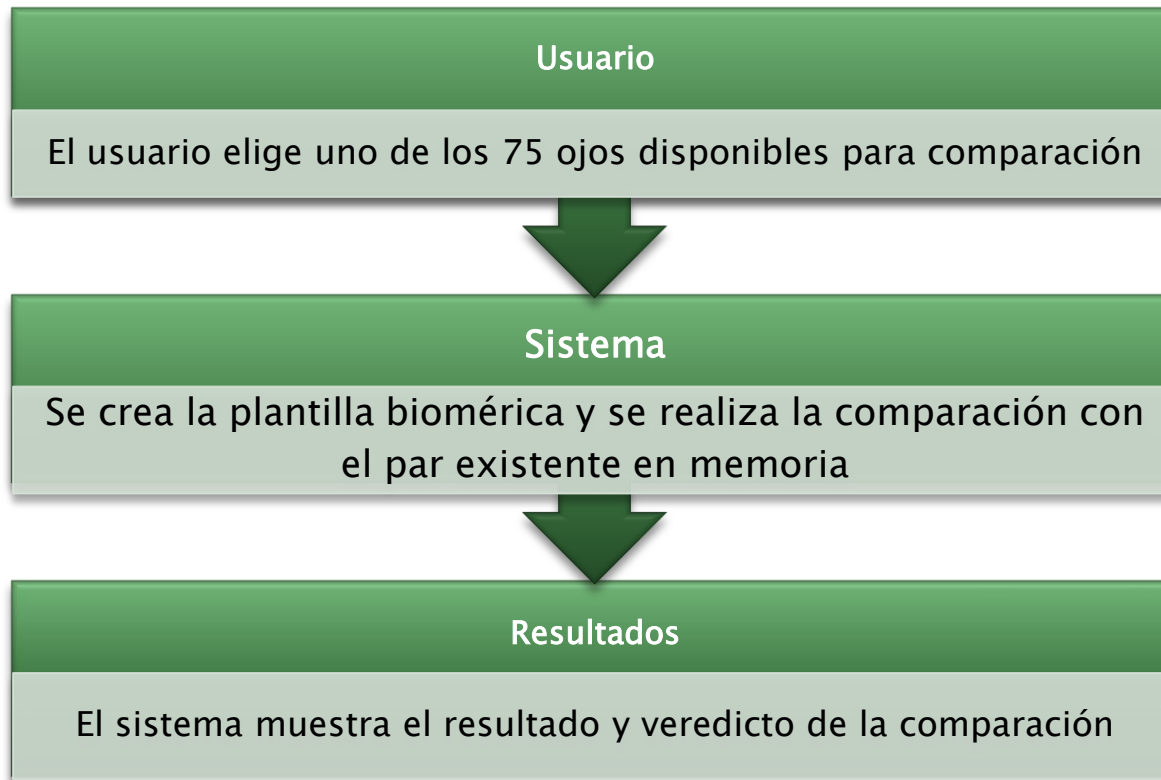 Usuario
El usuario elige uno de los 75 ojos disponibles para comparación
Sistema
Se crea la plantilla biomérica y se realiza la comparación con
el par existente en memoria
Resultados
El sistema muestra el resultado y veredicto de la comparación